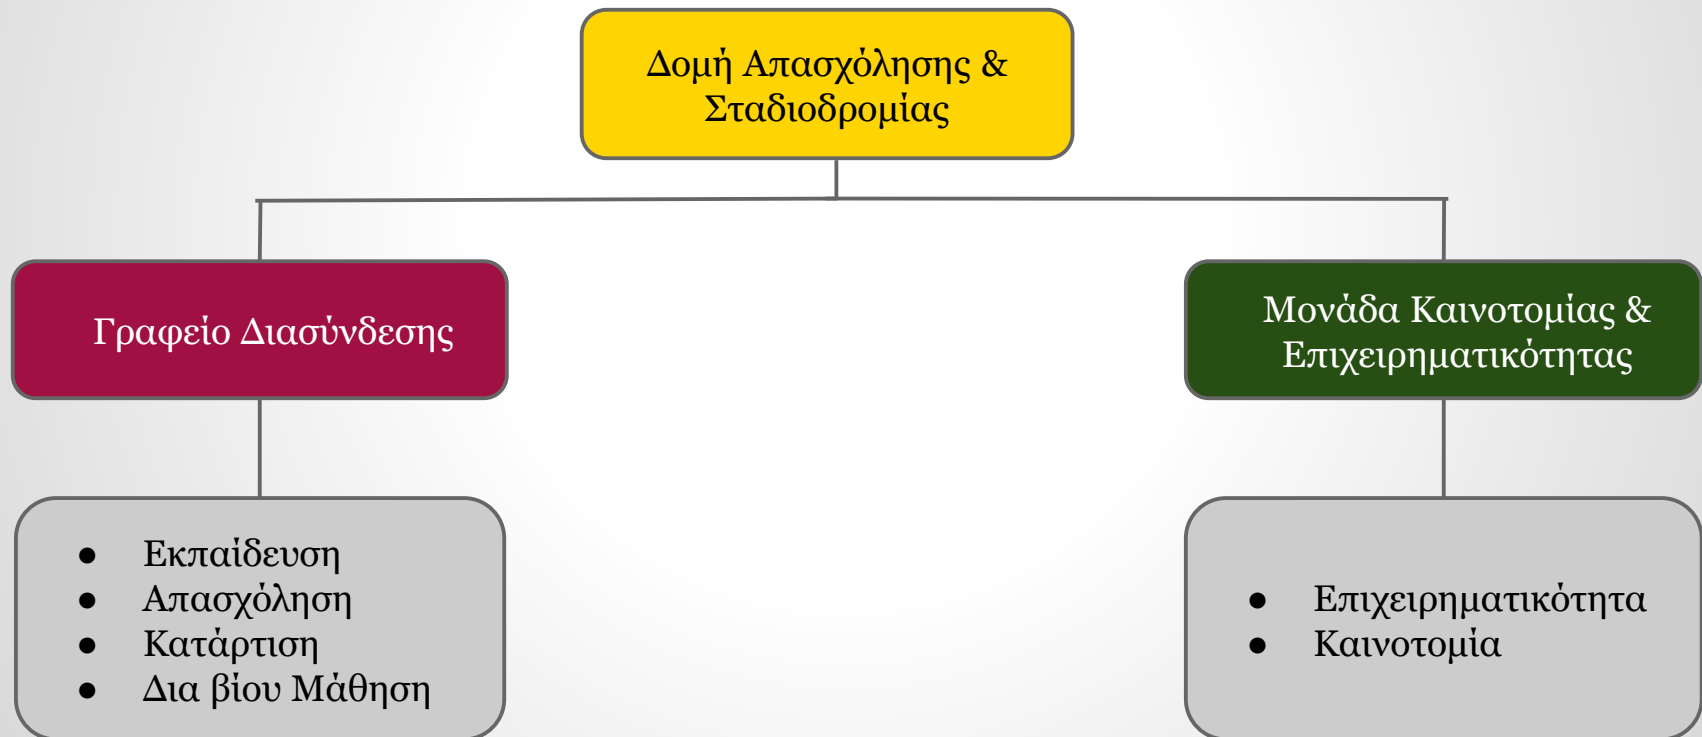 Δομή Απασχόλησης &
Σταδιοδρομίας
Γραφείο Διασύνδεσης
Μονάδα Καινοτομίας &
Επιχειρηματικότητας
● Εκπαίδευση
● Απασχόληση
● Κατάρτιση
● Δια βίου Μάθηση
● Επιχειρηματικότητα
● Καινοτομία